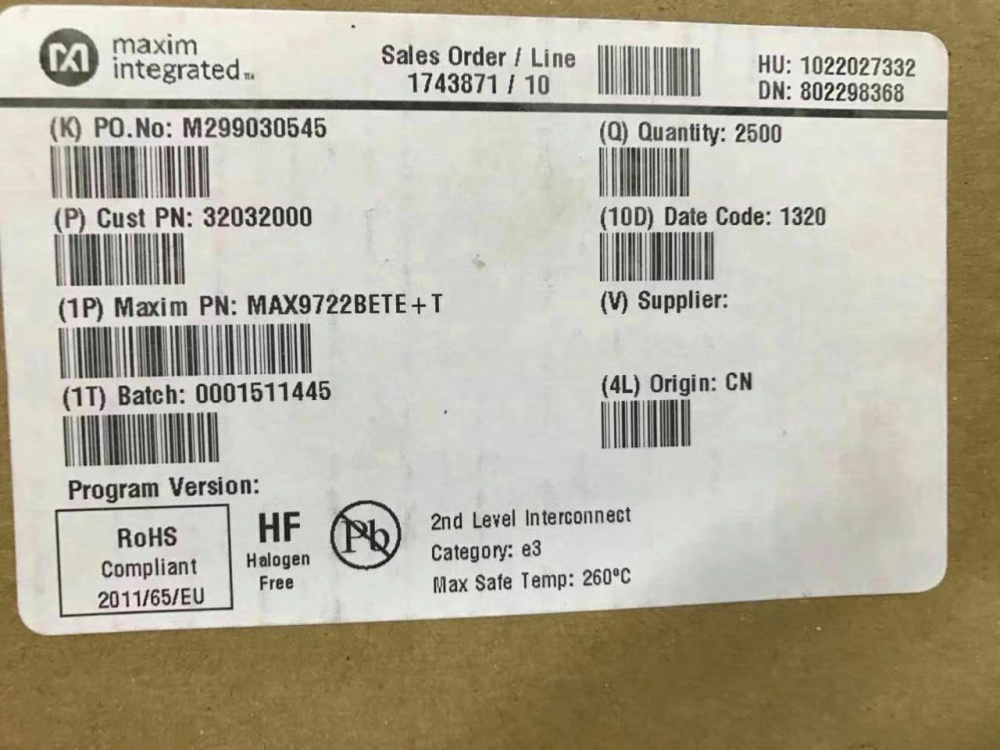 maxim
integrated™
Sales Order / Line
1743871 / 10
HU: 1022027332
DN: 802298368
(K) PO.No: M299030545
(Q) Quantity: 2500
(P) Cust PN: 32032000
(10D) Date Code: 1320
(1P) Maxim PN: MAX9722BETE+T
(V) Supplier:
(1T) Batch: 0001511445
(4L) Origin: CN
Program Version:
RoHS
Compliant
2011/65/EU
HF
Halogen
Free
Pb
2nd Level Interconnect
Category: e3
Max Safe Temp: 260ºC